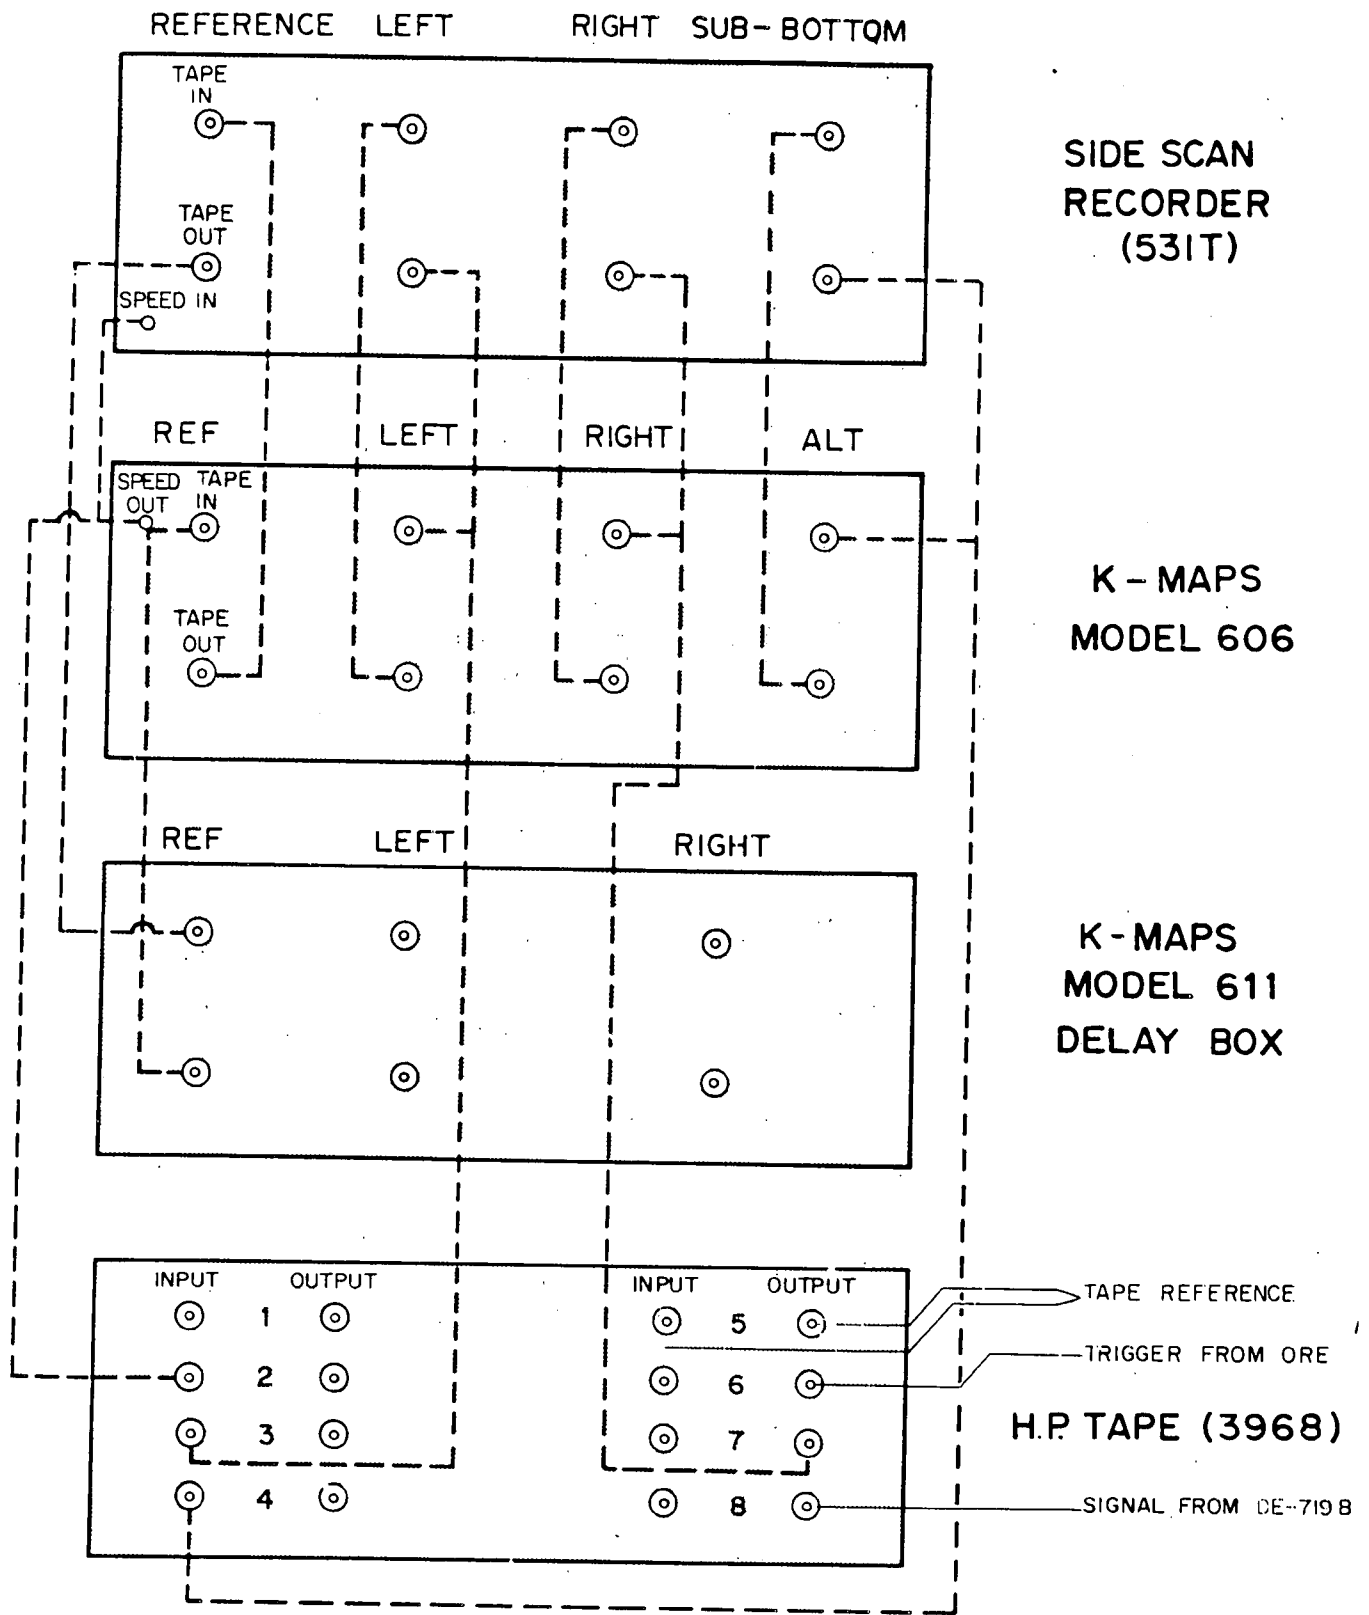 REFERENCE LEFT RIGHT SUB-BOTTOM
TAPE
IN
TAPE
OUT
SPEED IN
SIDE SCAN
RECORDER
(531T)
REF LEFT RIGHT ALT
SPEED TAPE
OUT IN
TAPE
OUT
K-MAPS
MODEL 606
REF LEFT RIGHT
K-MAPS
MODEL 611
DELAY BOX
INPUT OUTPUT INPUT OUTPUT
1 5
2 6
3 7
4 8
TAPE REFERENCE
TRIGGER FROM ORE
H.P. TAPE (3968)
SIGNAL FROM DE-719B